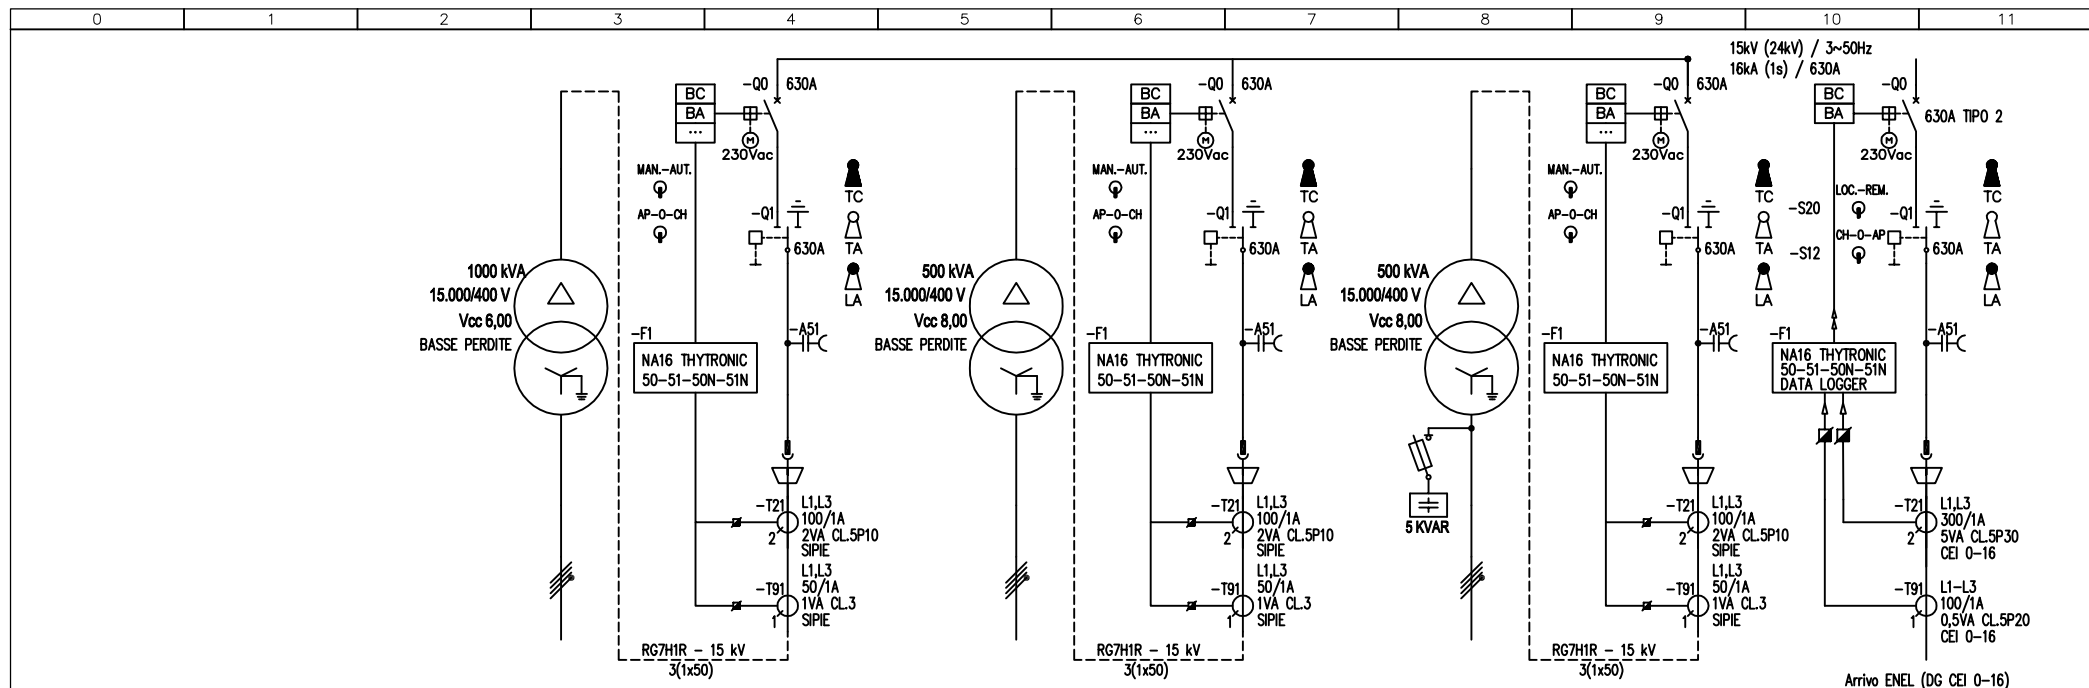 0 1 2 3 4 5 6 7 8 9 10 11
15kV (24kV) / 3~50Hz
16kA (1s) / 630A
1000 kVA
15.000/400 V
Vcc 6,00
BASSE PERDITE
BC
BA
...
-Q0
630A
M
230Vac
MAN.-AUT.
AP-O-CH
-Q1
630A
TC
TA
LA
-A51
-F1
NA16 THYTRONIC
50-51-50N-51N
-T21
2
L1,L3
100/1A
2VA CL.5P10
SIPIE
-T91
1
L1,L3
50/1A
1VA CL.3
SIPIE
RG7H1R - 15 kV
3(1x50)
500 kVA
15.000/400 V
Vcc 8,00
BASSE PERDITE
BC
BA
...
-Q0
630A
M
230Vac
MAN.-AUT.
AP-O-CH
-Q1
630A
TC
TA
LA
-A51
-F1
NA16 THYTRONIC
50-51-50N-51N
-T21
2
L1,L3
100/1A
2VA CL.5P10
SIPIE
-T91
1
L1,L3
50/1A
1VA CL.3
SIPIE
RG7H1R - 15 kV
3(1x50)
500 kVA
15.000/400 V
Vcc 8,00
BASSE PERDITE
5 KVAR
BC
BA
...
-Q0
630A
M
230Vac
MAN.-AUT.
AP-O-CH
-Q1
630A
TC
TA
LA
-A51
-F1
NA16 THYTRONIC
50-51-50N-51N
-T21
2
L1,L3
100/1A
2VA CL.5P10
SIPIE
-T91
1
L1,L3
50/1A
1VA CL.3
SIPIE
RG7H1R - 15 kV
3(1x50)
BC
BA
-Q0
630A TIPO 2
M
230Vac
-S20
LOC.-REM.
-S12
CH-O-AP
-Q1
630A
TC
TA
LA
-A51
-F1
NA16 THYTRONIC
50-51-50N-51N
DATA LOGGER
-T21
2
L1,L3
300/1A
5VA CL.5P30
CEI 0-16
-T91
1
L1-L3
100/1A
0,5VA CL.5P20
CEI 0-16
Arrivo ENEL (DG CEI 0-16)